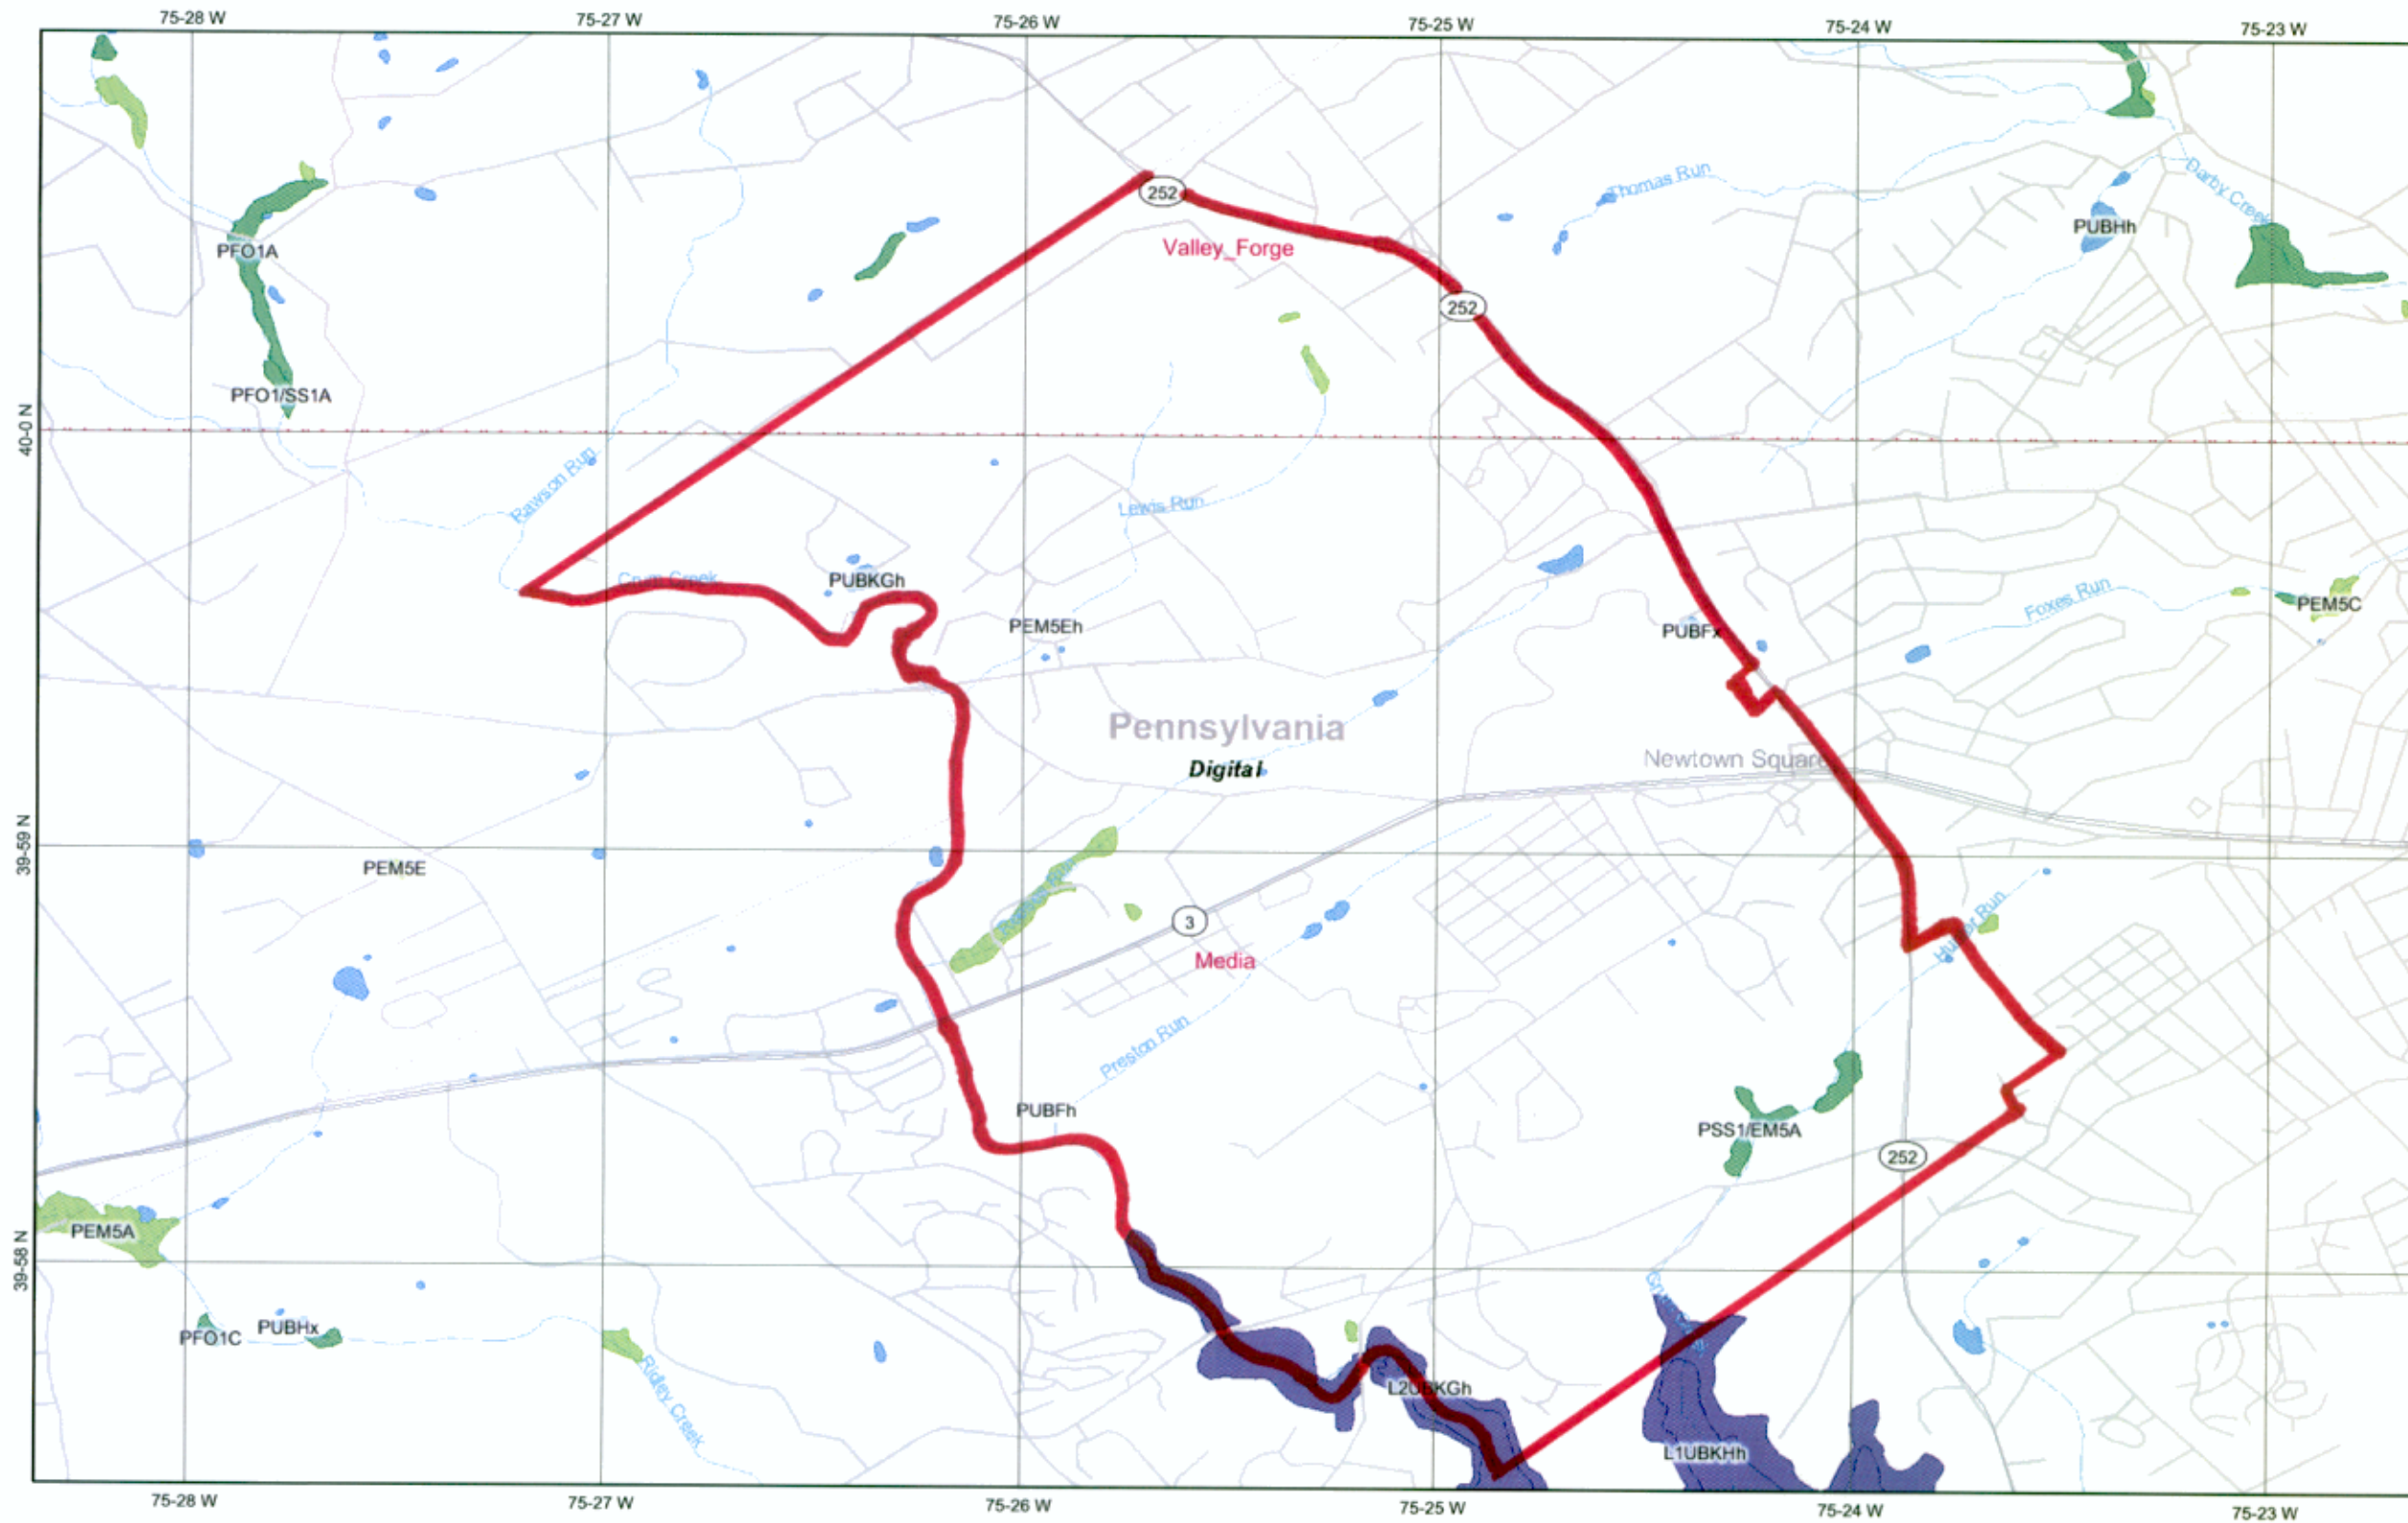 75-28 W
75-27 W
75-26 W
75-25 W
75-24 W
75-23 W
252
Thomas Run
Darby Creek
PUBHh
PFO1A
Valley_Forge
252
PFO1/SS1A
40-0 N
Rawson Run
Lewis Run
Crum Creek
PUBKGh
PEM5Eh
PUBFx
Foxes Run
PEM5C
Pennsylvania
Digital
Newtown Square
39-59 N
PEM5E
3
Media
Preston Run
PUBFh
PSS1/EM5A
252
PEM5A
39-58 N
PFO1C
PUBHx
Ridley Creek
L2UBKGh
L1UBKHh
75-28 W
75-27 W
75-26 W
75-25 W
75-24 W
75-23 W